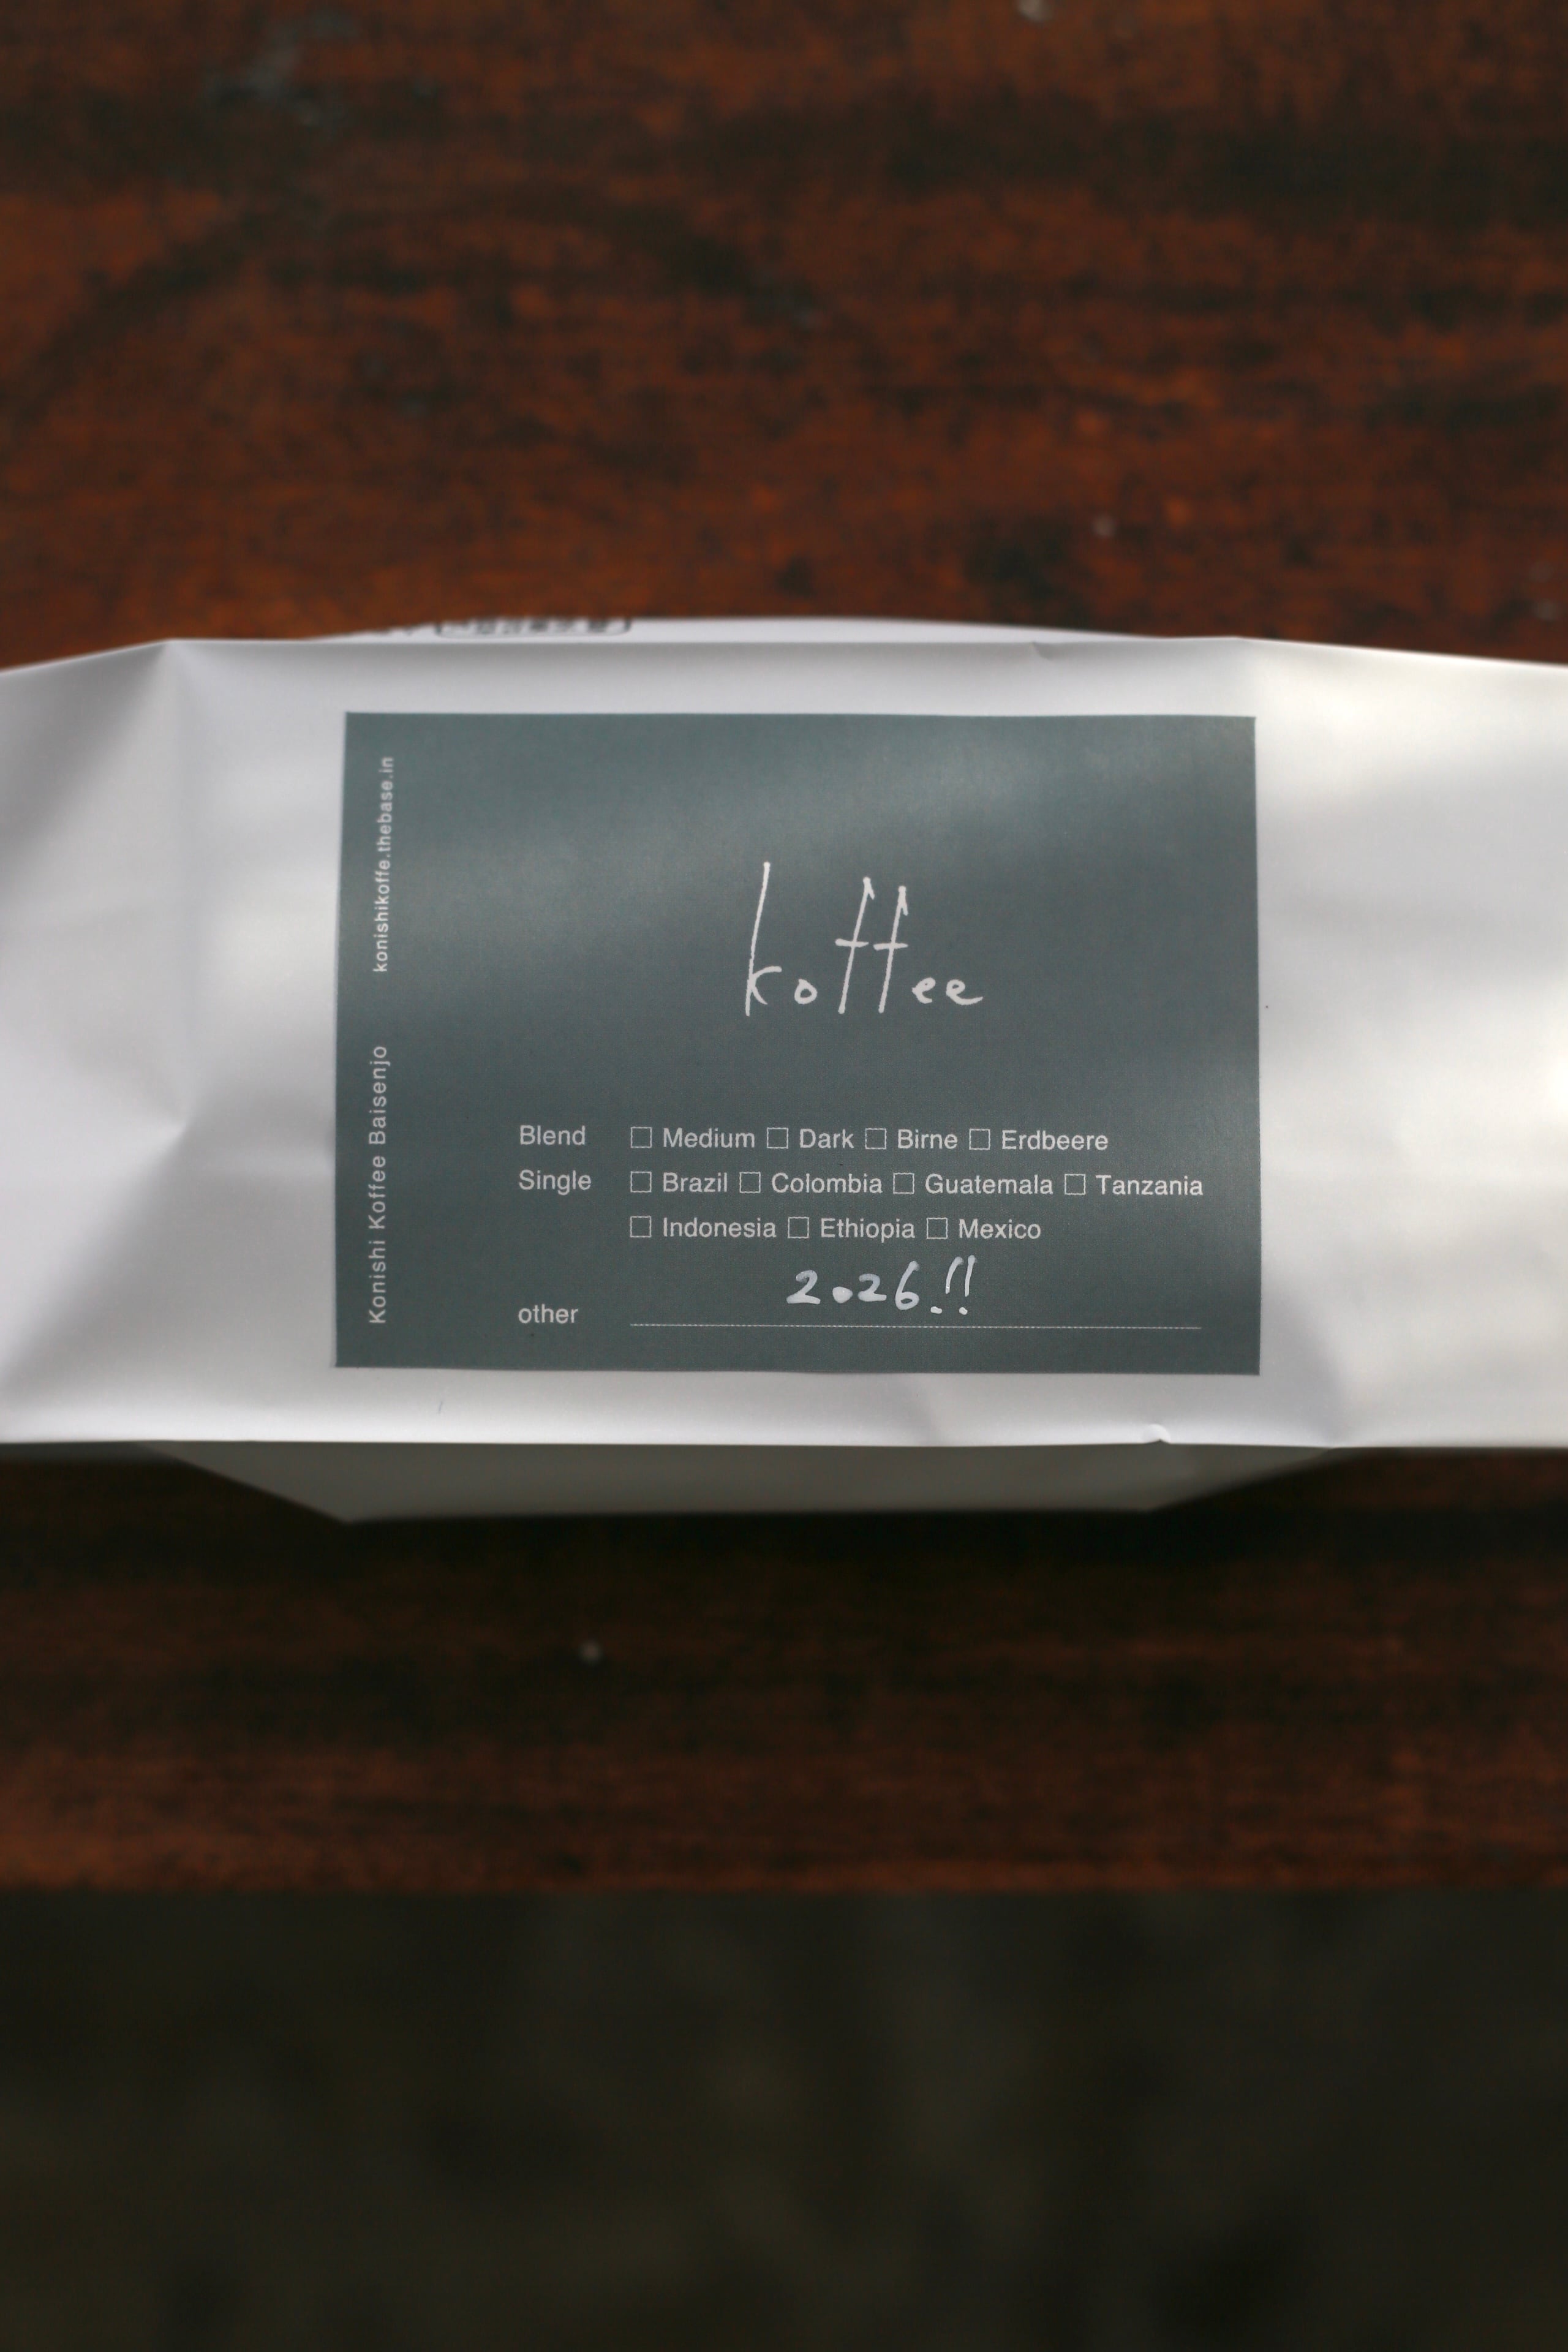 koffee
Blend □ Medium □ Dark □ Birne □ Erdbeere
Single □ Brazil □ Colombia □ Guatemala □ Tanzania
□ Indonesia □ Ethiopia □ Mexico
other 2026!!
Konishi Koffee Baisenjo konishikoffe.thebase.in